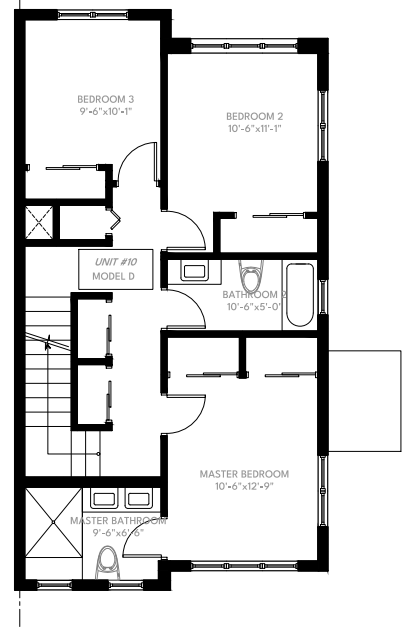 BEDROOM 3
9'-6"x10'-1"
BEDROOM 2
10'-6"x11'-1"
UNIT #10
MODEL D
BATHROOM 2
10'-6"x5'-0"
MASTER BEDROOM
10'-6"x12'-9"
MASTER BATHROOM
9'-6"x6'-6"